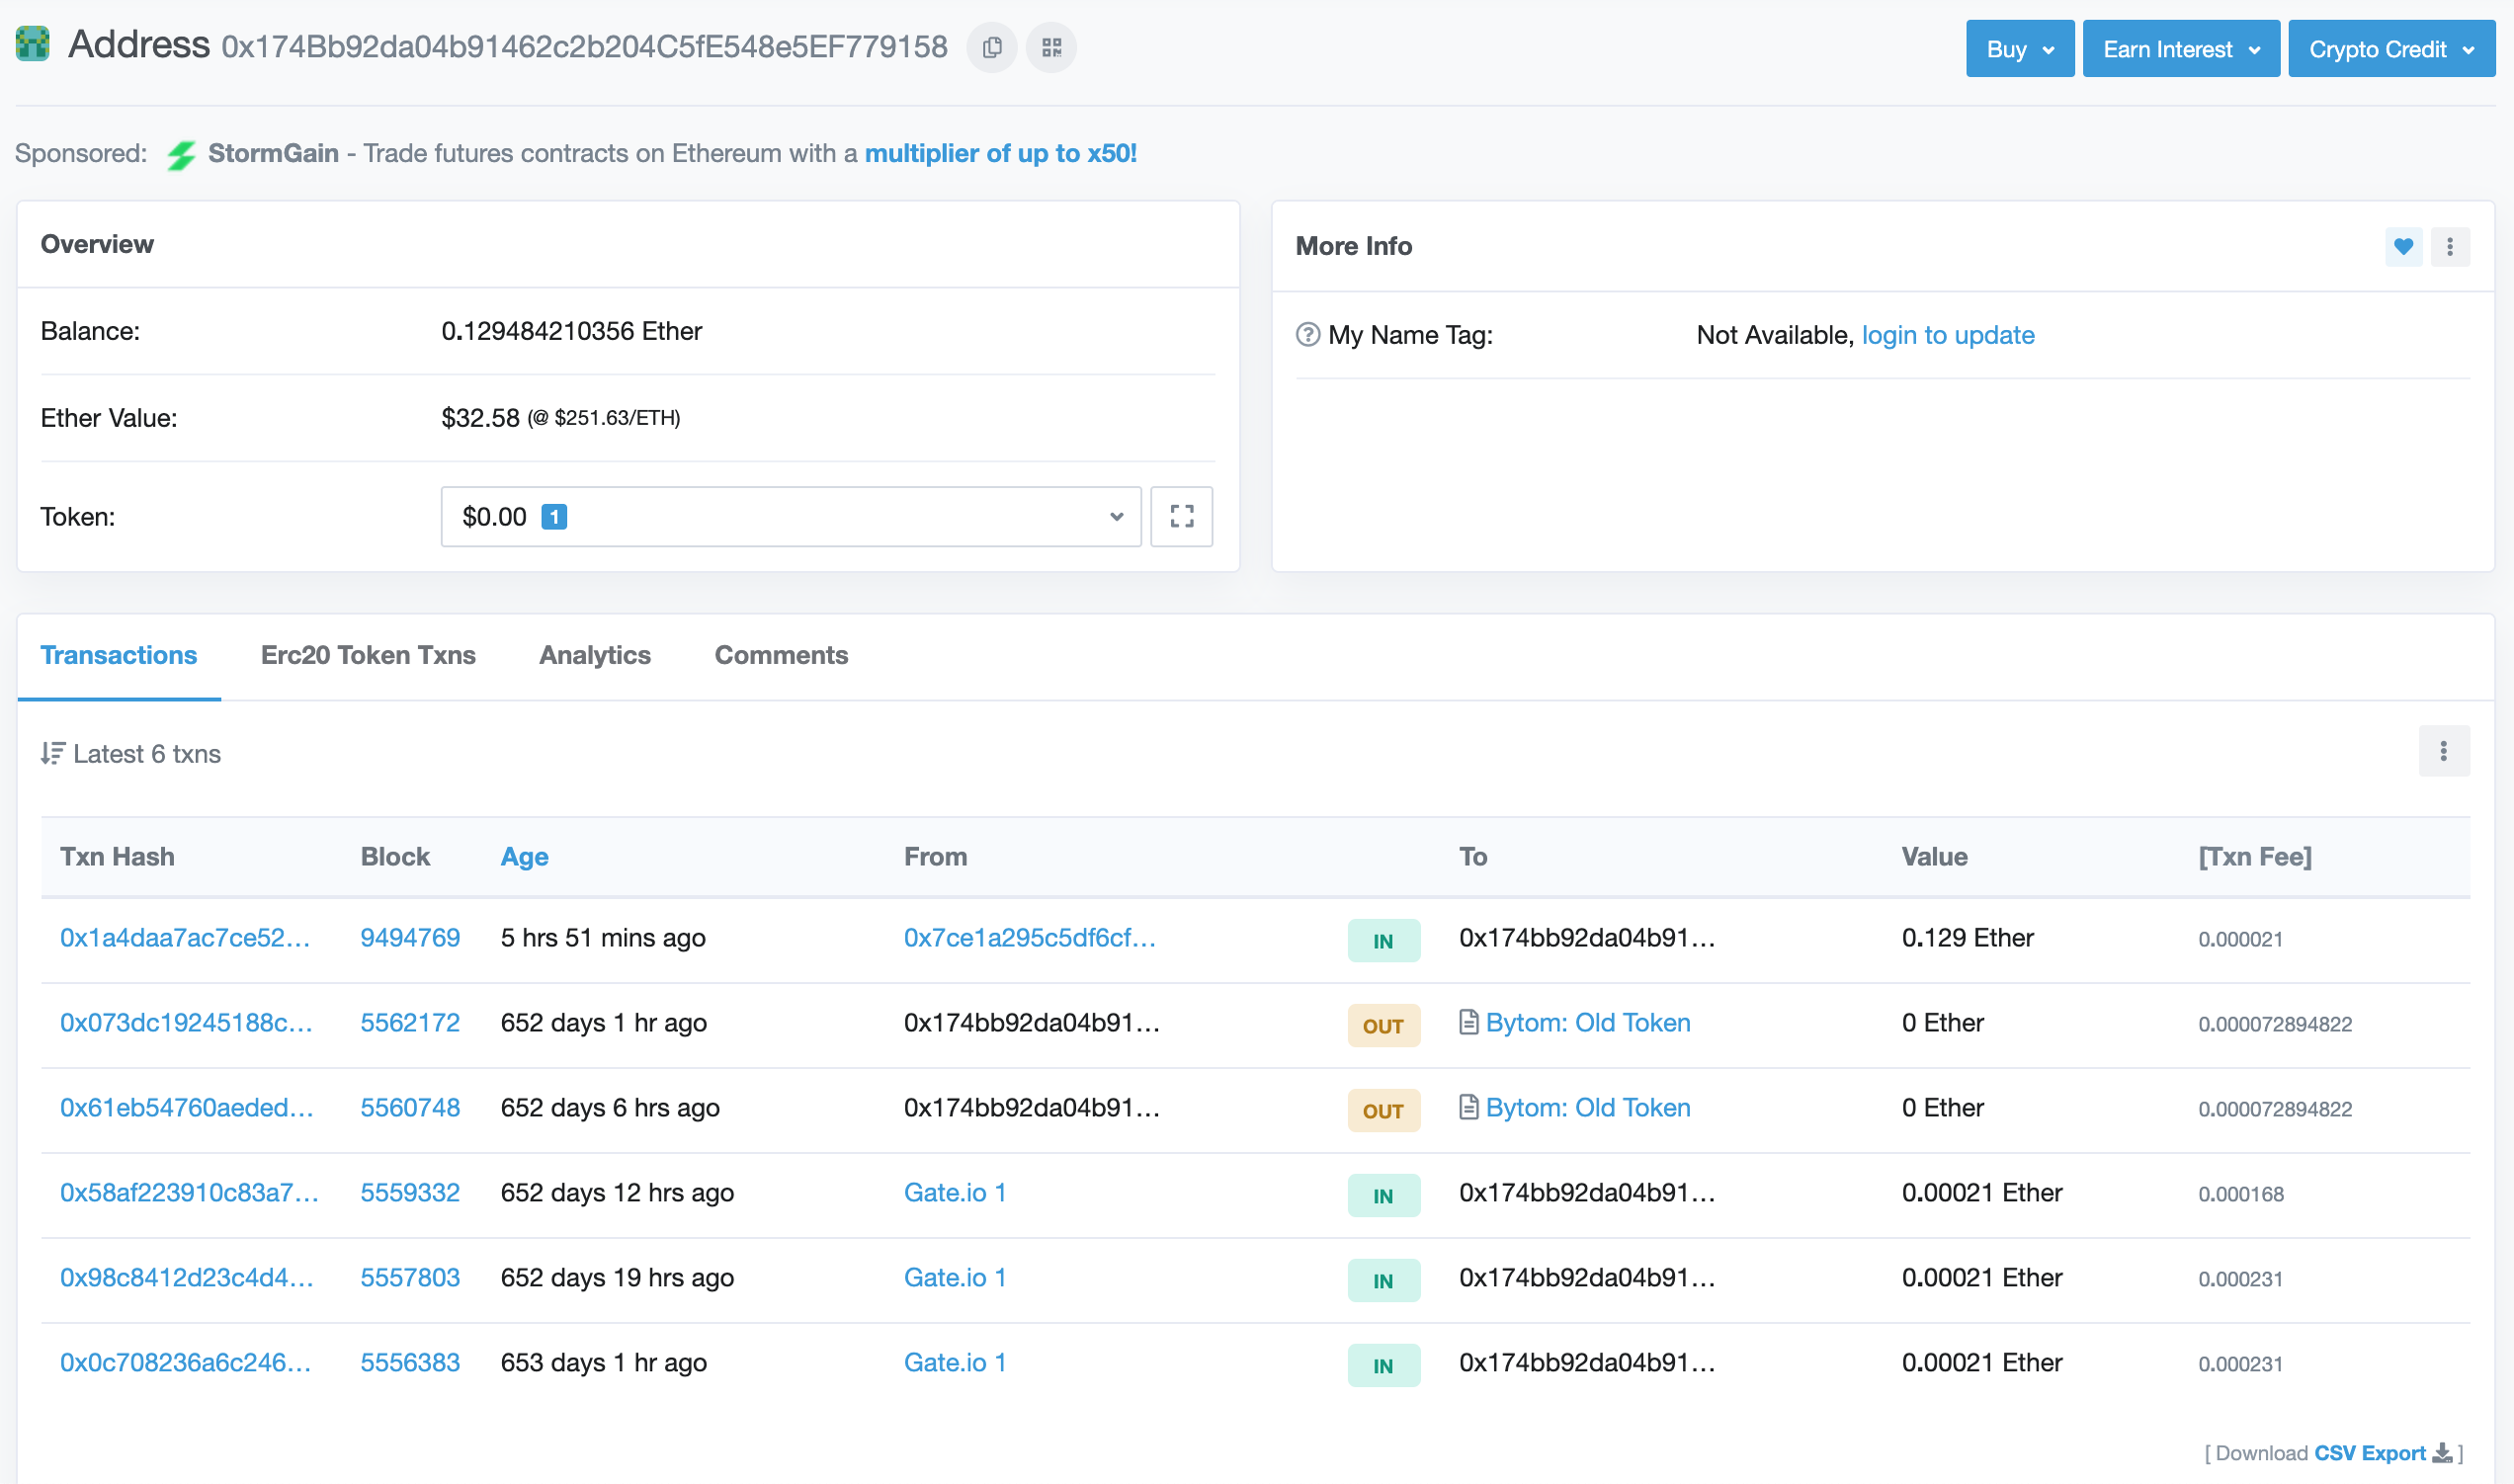 Address 0x174Bb92da04b91462c2b204C5fE548e5EF779158
Buy Earn Interest Crypto Credit
Sponsored: StormGain - Trade futures contracts on Ethereum with a multiplier of up to x50!
Overview
Balance: 0.129484210356 Ether
Ether Value: $32.58 (@ $251.63/ETH)
Token: $0.00 1
More Info
My Name Tag: Not Available, login to update
Transactions Erc20 Token Txns Analytics Comments
Latest 6 txns
Txn Hash Block Age From To Value [Txn Fee]
0x1a4daa7ac7ce52... 9494769 5 hrs 51 mins ago 0x7ce1a295c5df6cf... IN 0x174bb92da04b91... 0.129 Ether 0.000021
0x073dc19245188c... 5562172 652 days 1 hr ago 0x174bb92da04b91... OUT Bytom: Old Token 0 Ether 0.000072894822
0x61eb54760aeded... 5560748 652 days 6 hrs ago 0x174bb92da04b91... OUT Bytom: Old Token 0 Ether 0.000072894822
0x58af223910c83a7... 5559332 652 days 12 hrs ago Gate.io 1 IN 0x174bb92da04b91... 0.00021 Ether 0.000168
0x98c8412d23c4d4... 5557803 652 days 19 hrs ago Gate.io 1 IN 0x174bb92da04b91... 0.00021 Ether 0.000231
0x0c708236a6c246... 5556383 653 days 1 hr ago Gate.io 1 IN 0x174bb92da04b91... 0.00021 Ether 0.000231
[ Download CSV Export ]